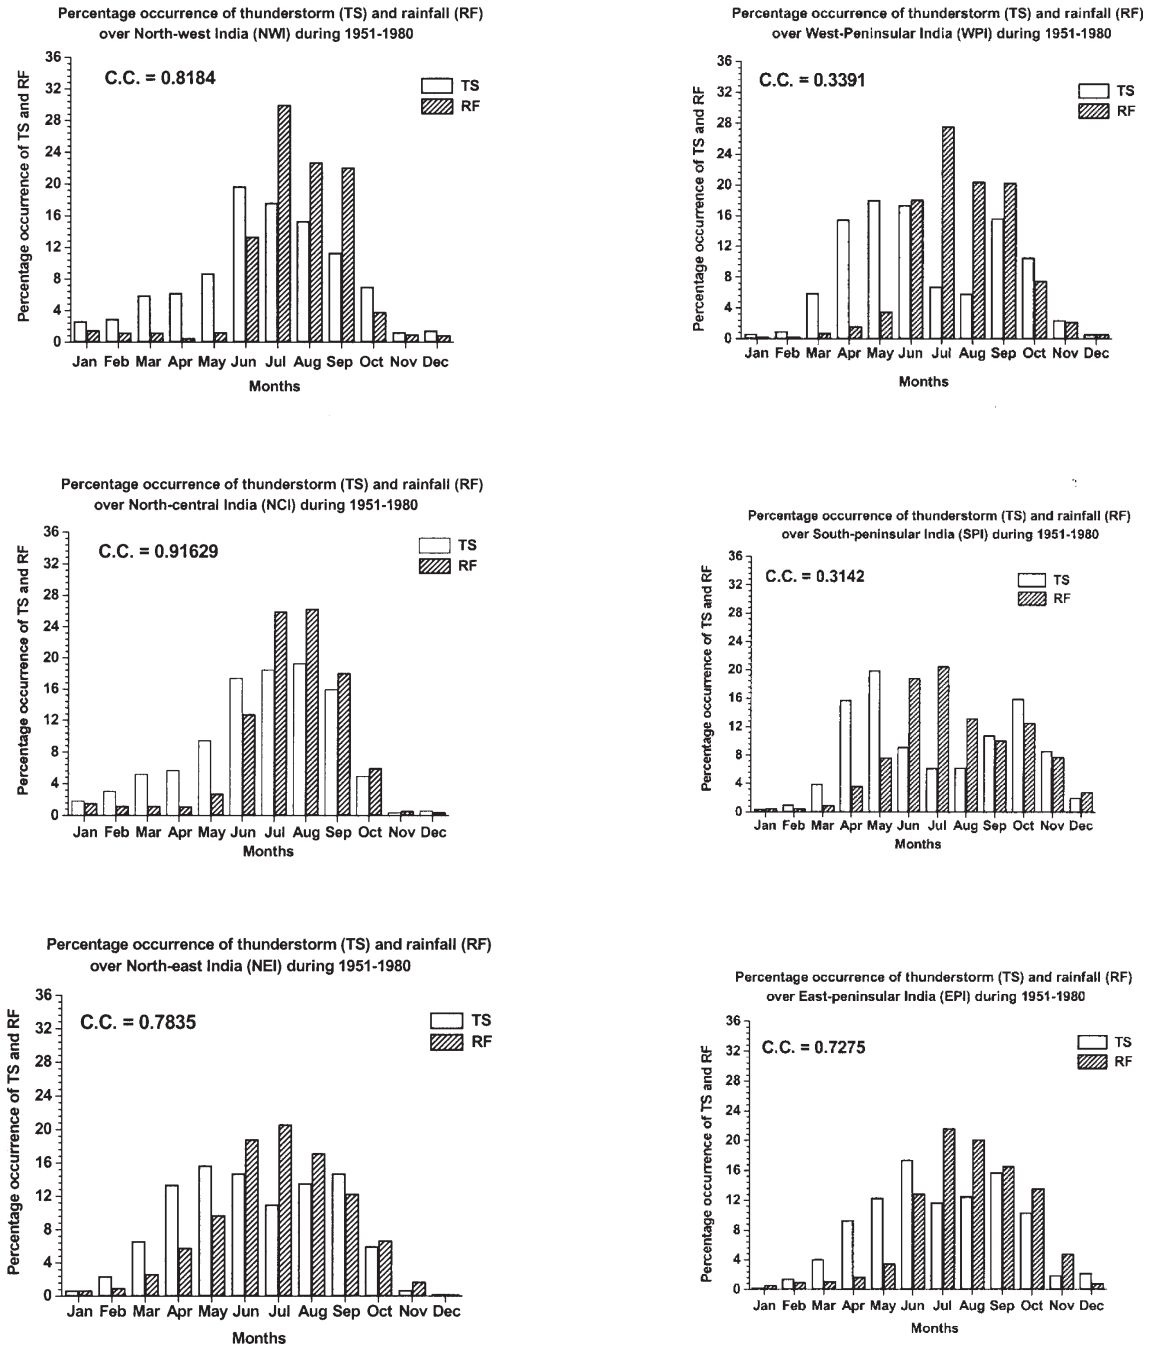 Percentage occurrence of thunderstorm (TS) and rainfall (RF)
over North-west India (NWI) during 1951-1980
36
32
28
24
20
16
12
8
4
0
Percentage occurrence of TS and RF
C.C. = 0.8184
TS
RF
Jan Feb Mar Apr May Jun Jul Aug Sep Oct Nov Dec
Months
Percentage occurrence of thunderstorm (TS) and rainfall (RF)
over West-Peninsular India (WPI) during 1951-1980
36
32
28
24
20
16
12
8
4
0
Percentage occurrence of TS and RF
C.C. = 0.3391
TS
RF
Jan Feb Mar Apr May Jun Jul Aug Sep Oct Nov Dec
Months
Percentage occurrence of thunderstorm (TS) and rainfall (RF)
over North-central India (NCI) during 1951-1980
36
32
28
24
20
16
12
8
4
0
Percentage occurrence of TS and RF
C.C. = 0.91629
TS
RF
Jan Feb Mar Apr May Jun Jul Aug Sep Oct Nov Dec
Months
Percentage occurrence of thunderstorm (TS) and rainfall (RF)
over South-peninsular India (SPI) during 1951-1980
36
32
28
24
20
16
12
8
4
0
Percentage occurrence of TS and RF
C.C. = 0.3142
TS
RF
Jan Feb Mar Apr May Jun Jul Aug Sep Oct Nov Dec
Months
Percentage occurrence of thunderstorm (TS) and rainfall (RF)
over North-east India (NEI) during 1951-1980
36
32
28
24
20
16
12
8
4
0
Percentage occurrence of TS and RF
C.C. = 0.7835
TS
RF
Jan Feb Mar Apr May Jun Jul Aug Sep Oct Nov Dec
Months
Percentage occurrence of thunderstorm (TS) and rainfall (RF)
over East-peninsular India (EPI) during 1951-1980
36
32
28
24
20
16
12
8
4
0
Percentage occurrence of TS and RF
C.C. = 0.7275
TS
RF
Jan Feb Mar Apr May Jun Jul Aug Sep Oct Nov Dec
Months